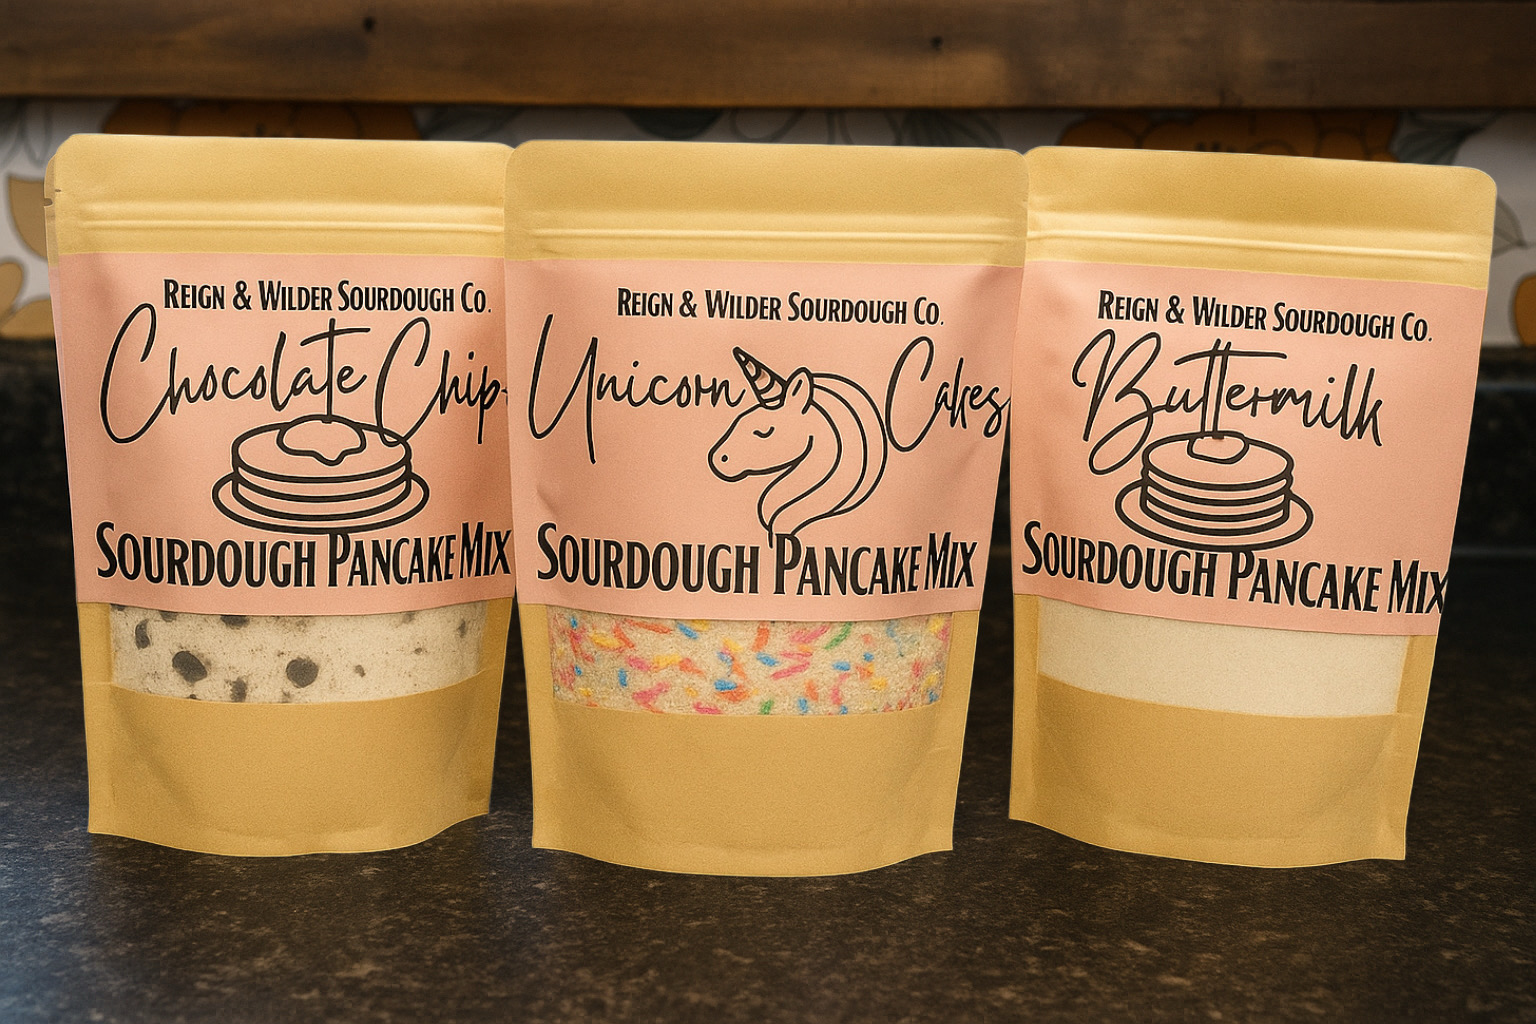 Reign & Wilder Sourdough Co.
Chocolate Chip
Sourdough Pancake Mix
Reign & Wilder Sourdough Co.
Unicorn Cakes
Sourdough Pancake Mix
Reign & Wilder Sourdough Co.
Buttermilk
Sourdough Pancake Mix